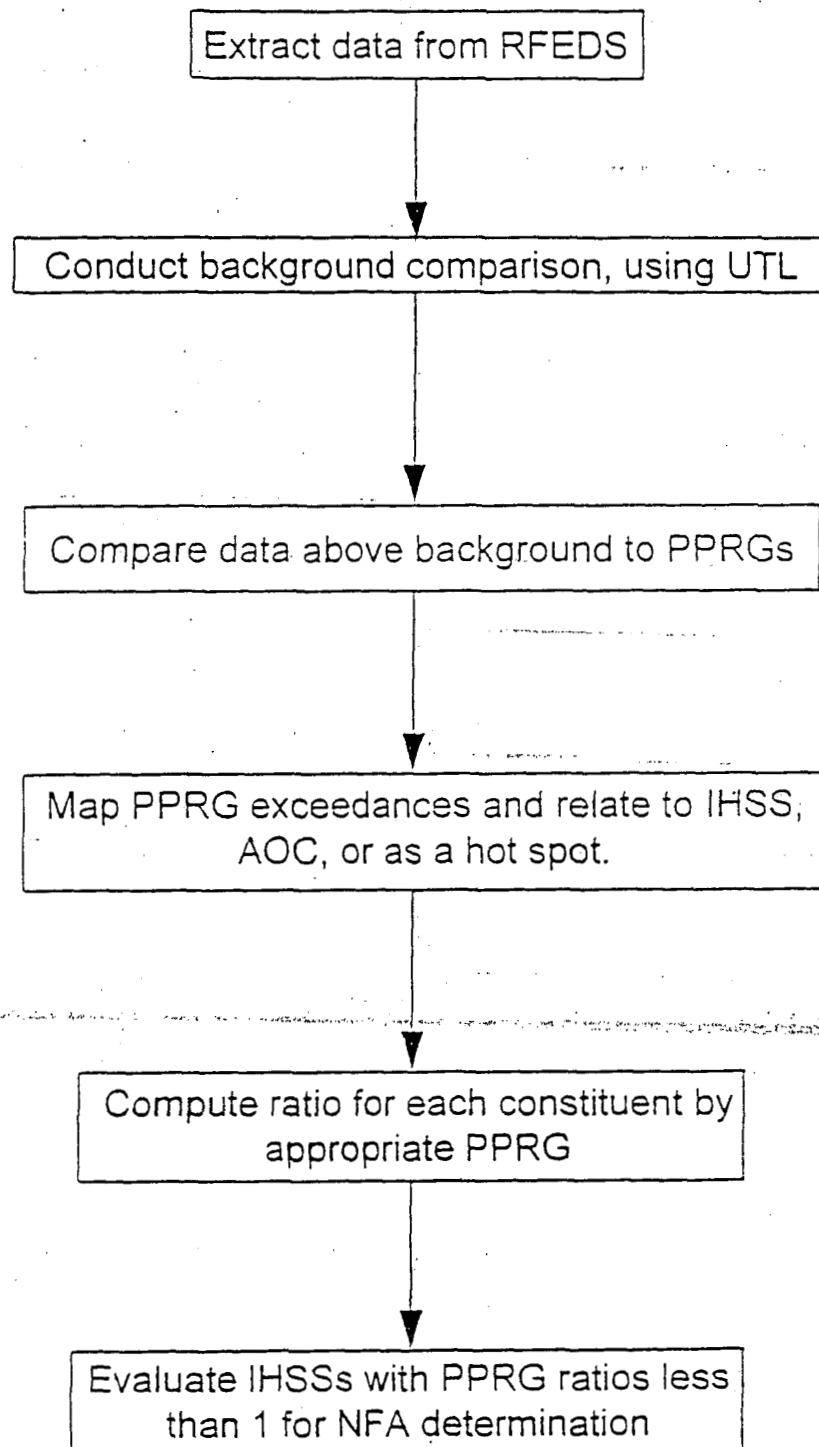 Extract data from RFEDS
Conduct background comparison, using UTL
Compare data above background to PPRGs
Map PPRG exceedances and relate to IHSS,
AOC, or as a hot spot.
Compute ratio for each constituent by
appropriate PPRG
Evaluate IHSSs with PPRG ratios less
than 1 for NFA determination